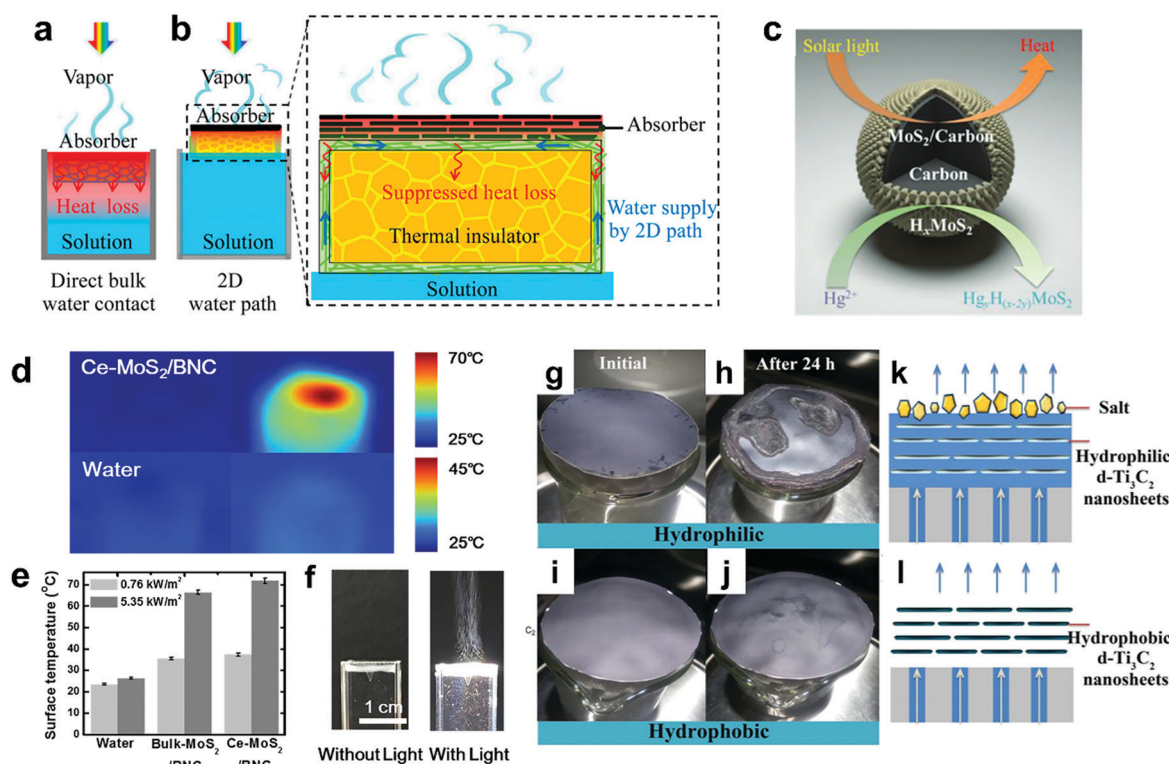 a
Vapor
Absorber
Heat loss
Solution
Direct bulk
water contact
b
Vapor
Absorber
Solution
2D
water path
Absorber
Suppressed heat loss
Thermal insulator
Water supply
by 2D path
Solution
c
Solar light
Heat
MoS₂/Carbon
Carbon
HₓMoS₂
Hg²⁺
Hg_yH_(x-2y)MoS₂
d
Ce-MoS₂/BNC
Water
70°C
25°C
45°C
25°C
e
Surface temperature (°C)
70
60
50
40
30
20
10
0
0.76 kW/m²
5.35 kW/m²
Water
Bulk-MoS₂
/BNC
Ce-MoS₂
/BNC
f
1 cm
Without Light
With Light
g
Initial
h
After 24 h
Hydrophilic
i
j
C₂
Hydrophobic
k
Salt
Hydrophilic
d-Ti₃C₂
nanosheets
l
Hydrophobic
d-Ti₃C₂
nanosheets